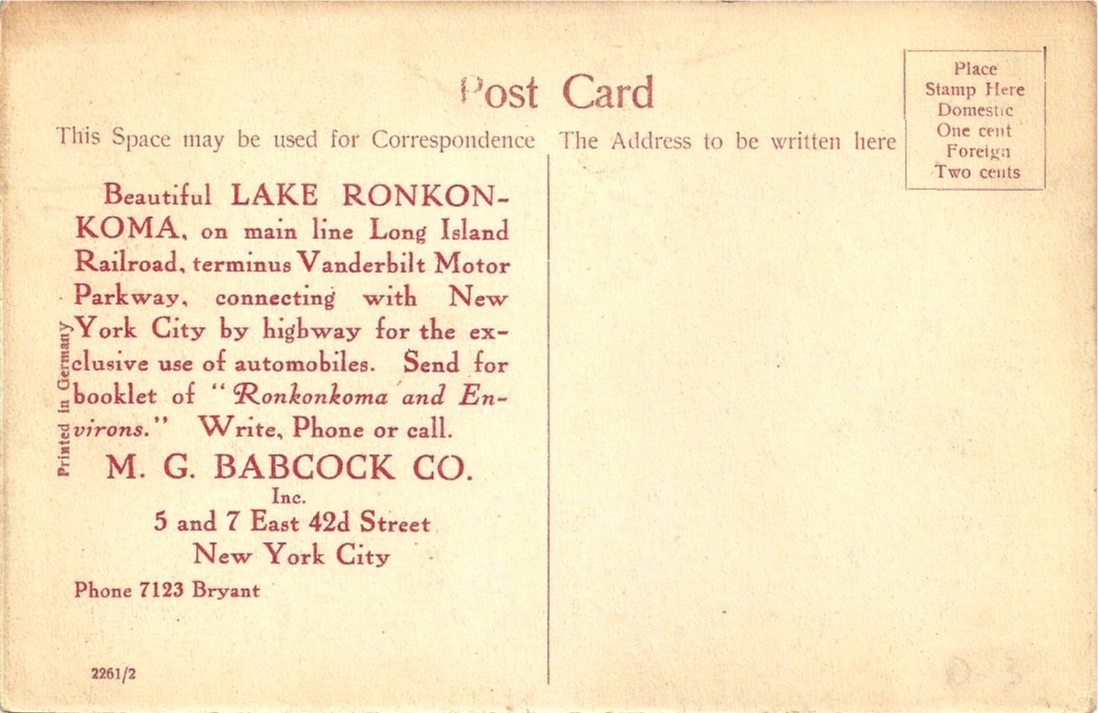 Post Card
This Space may be used for Correspondence
The Address to be written here
Place
Stamp Here
Domestic
One cent
Foreign
Two cents
Beautiful LAKE RONKON-
KOMA, on main line Long Island
Railroad, terminus Vanderbilt Motor
Parkway, connecting with New
York City by highway for the ex-
clusive use of automobiles. Send for
booklet of "Ronkonkoma and En-
virons." Write, Phone or call.
M. G. BABCOCK CO.
Inc.
5 and 7 East 42d Street
New York City
Phone 7123 Bryant
Printed in Germany
2261/2